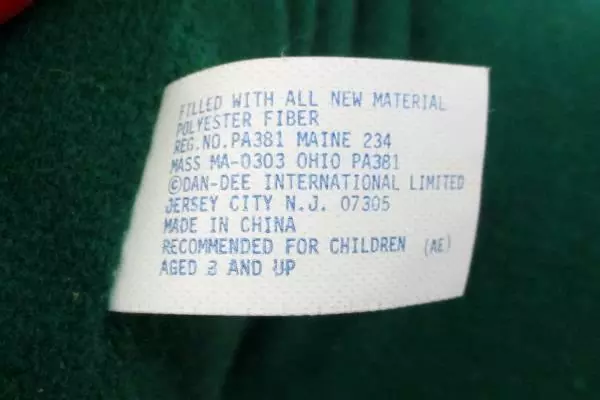 FILLED WITH ALL NEW MATERIAL
POLYESTER FIBER
REG.NO.PA381 MAINE 234
MASS MA-0303 OHIO PA381
©DAN-DEE INTERNATIONAL LIMITED
JERSEY CITY N.J. 07305
MADE IN CHINA
RECOMMENDED FOR CHILDREN (AE)
AGED 3 AND UP